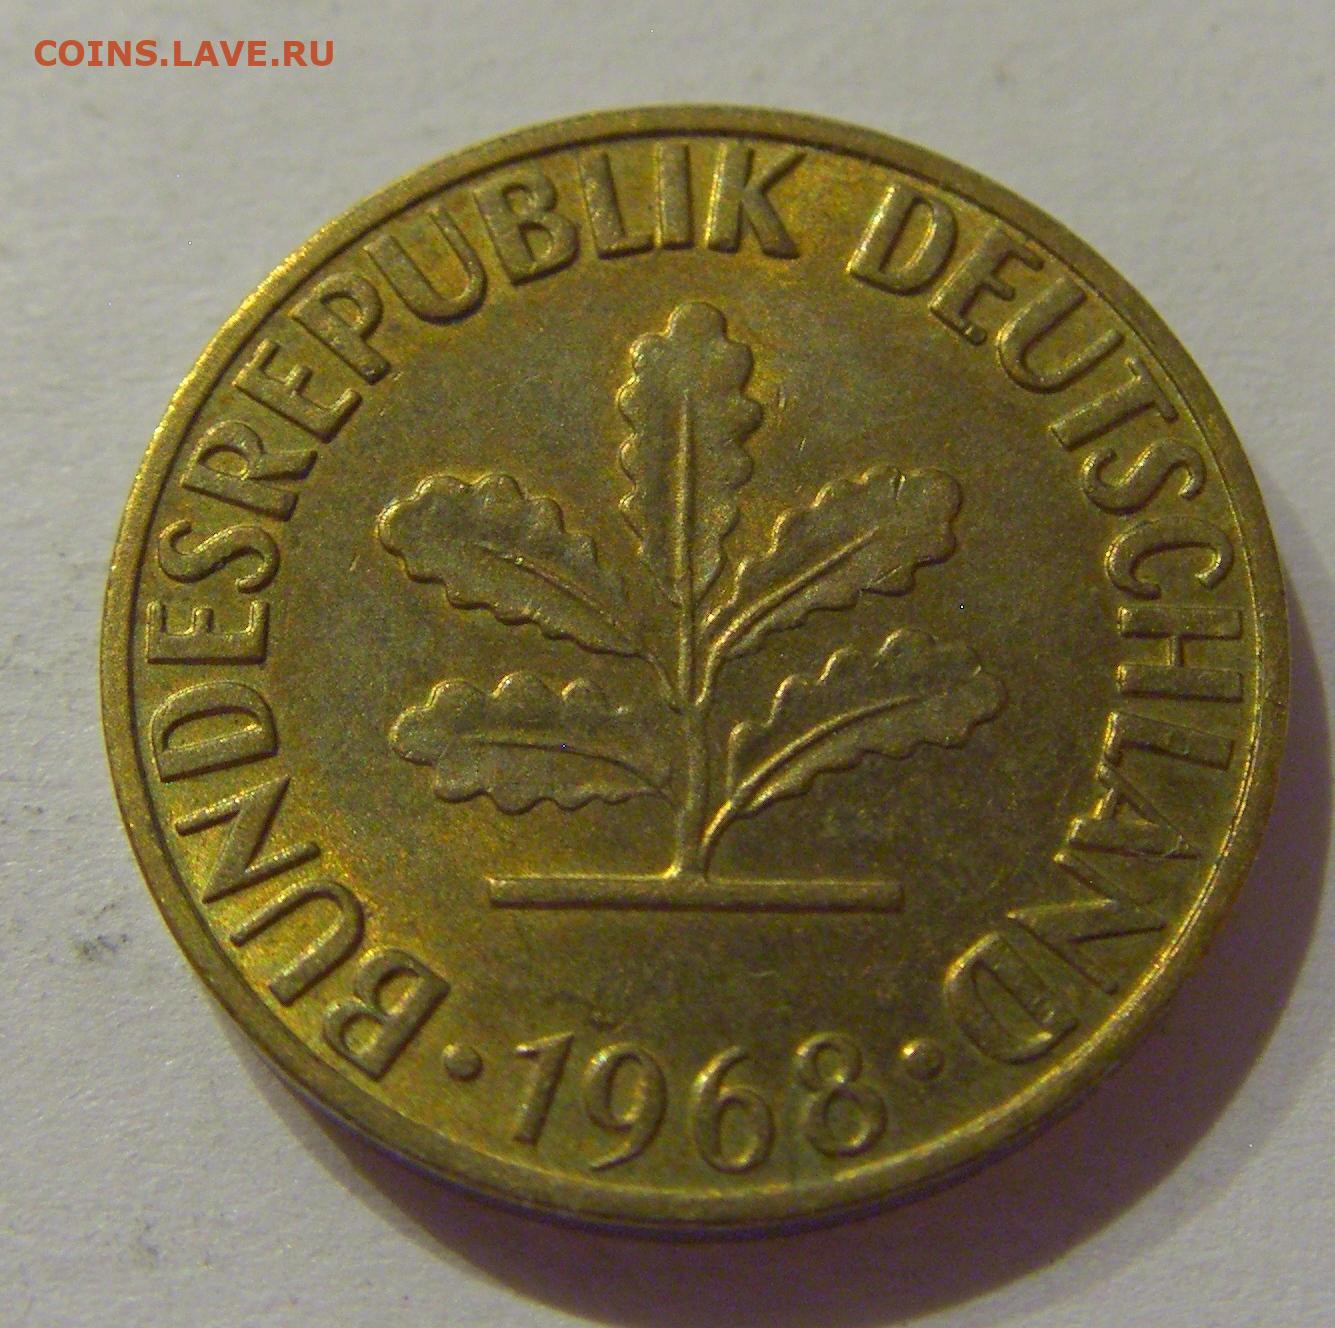 COINS.LAVE.RU
BUNDESREPUBLIK DEUTSCHLAND
· 1968 ·